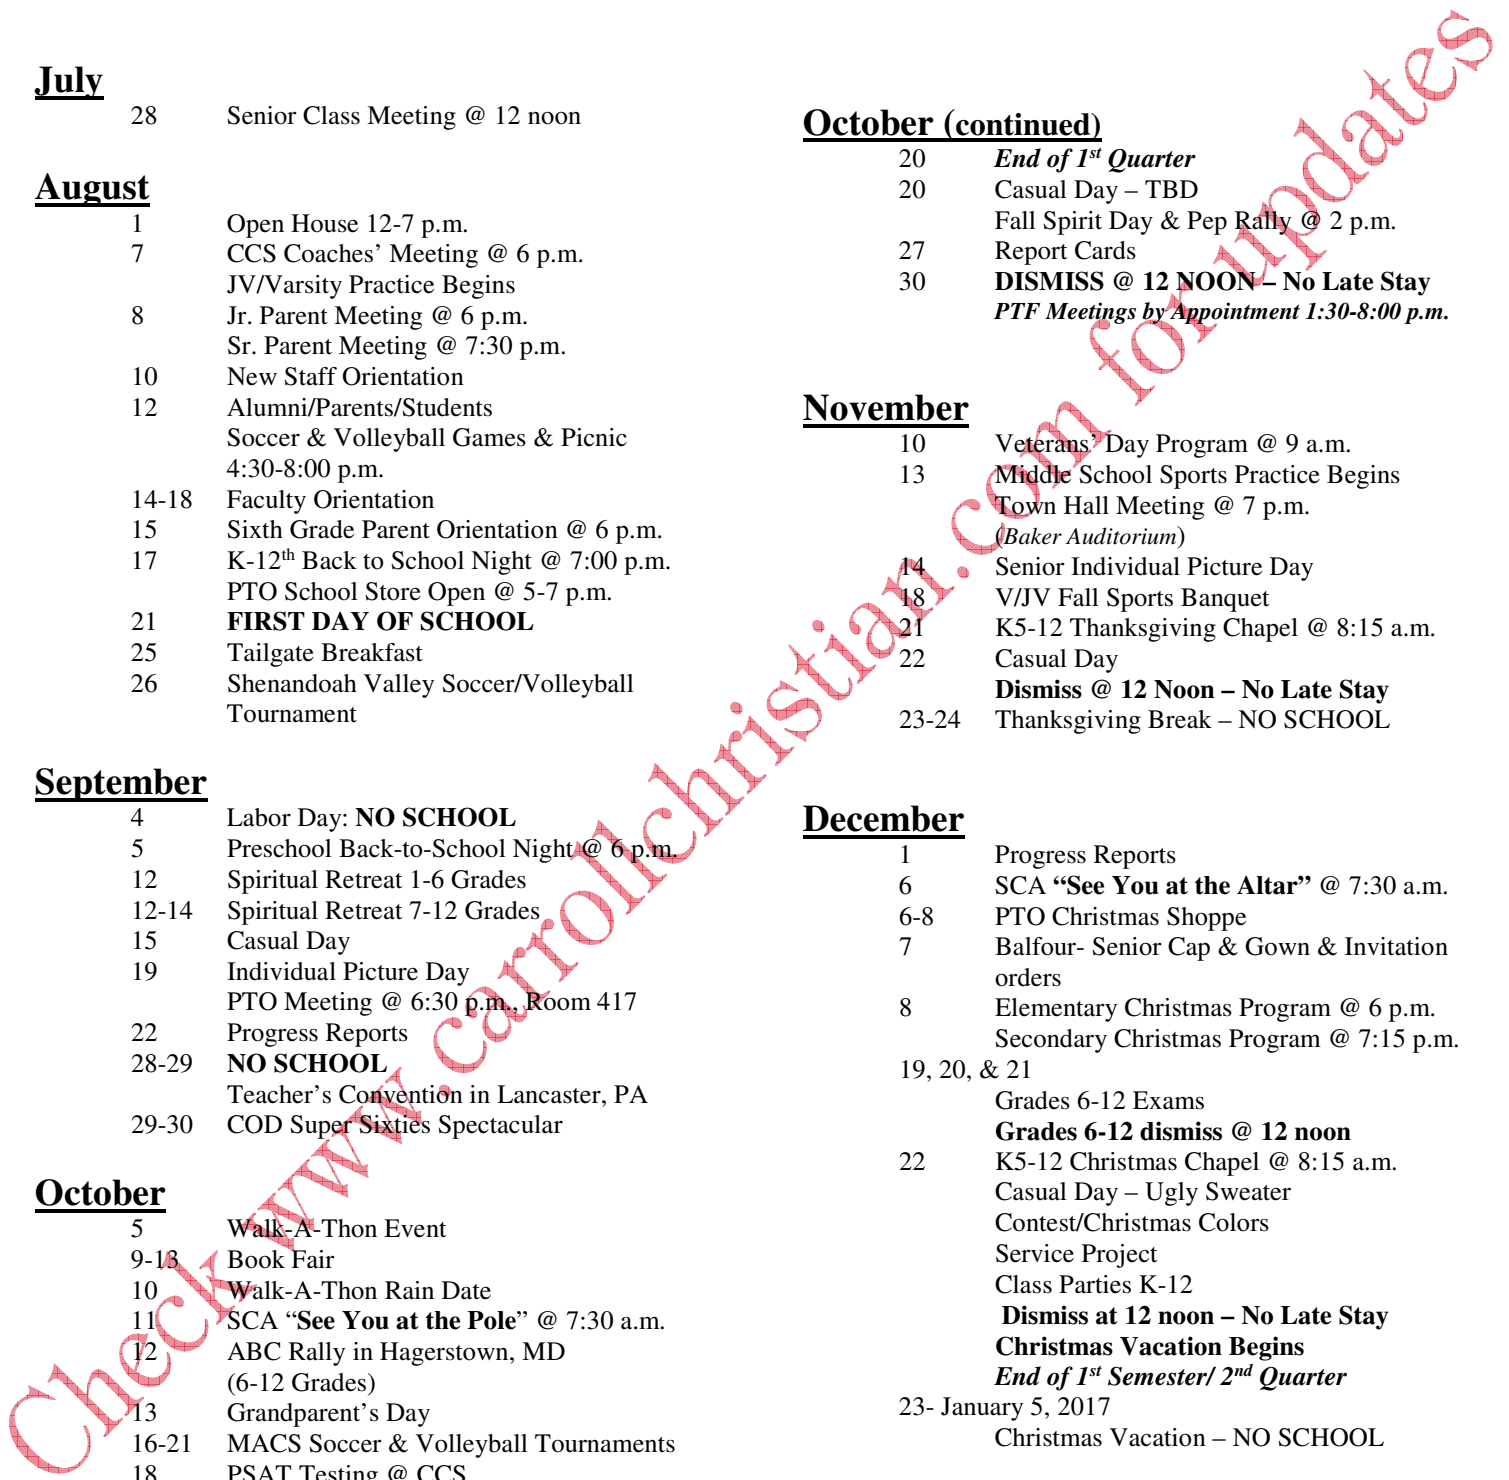 July
28 Senior Class Meeting @ 12 noon
August
1 Open House 12-7 p.m.
7 CCS Coaches' Meeting @ 6 p.m.
JV/Varsity Practice Begins
8 Jr. Parent Meeting @ 6 p.m.
Sr. Parent Meeting @ 7:30 p.m.
10 New Staff Orientation
12 Alumni/Parents/Students
Soccer & Volleyball Games & Picnic
4:30-8:00 p.m.
14-18 Faculty Orientation
15 Sixth Grade Parent Orientation @ 6 p.m.
17 K-12th Back to School Night @ 7:00 p.m.
PTO School Store Open @ 5-7 p.m.
21 FIRST DAY OF SCHOOL
25 Tailgate Breakfast
26 Shenandoah Valley Soccer/Volleyball
Tournament
September
4 Labor Day: NO SCHOOL
5 Preschool Back-to-School Night @ 6 p.m.
12 Spiritual Retreat 1-6 Grades
12-14 Spiritual Retreat 7-12 Grades
15 Casual Day
19 Individual Picture Day
PTO Meeting @ 6:30 p.m., Room 417
22 Progress Reports
28-29 NO SCHOOL
Teacher's Convention in Lancaster, PA
29-30 COD Super Sixties Spectacular
October
5 Walk-A-Thon Event
9-13 Book Fair
10 Walk-A-Thon Rain Date
11 SCA "See You at the Pole" @ 7:30 a.m.
12 ABC Rally in Hagerstown, MD
(6-12 Grades)
13 Grandparent's Day
16-21 MACS Soccer & Volleyball Tournaments
18 PSAT Testing @ CCS
October (continued)
20 End of 1st Quarter
20 Casual Day – TBD
Fall Spirit Day & Pep Rally @ 2 p.m.
27 Report Cards
30 DISMISS @ 12 NOON – No Late Stay
PTF Meetings by Appointment 1:30-8:00 p.m.
November
10 Veterans' Day Program @ 9 a.m.
13 Middle School Sports Practice Begins
Town Hall Meeting @ 7 p.m.
(Baker Auditorium)
14 Senior Individual Picture Day
18 V/JV Fall Sports Banquet
21 K5-12 Thanksgiving Chapel @ 8:15 a.m.
22 Casual Day
Dismiss @ 12 Noon – No Late Stay
23-24 Thanksgiving Break – NO SCHOOL
December
1 Progress Reports
6 SCA "See You at the Altar" @ 7:30 a.m.
6-8 PTO Christmas Shoppe
7 Balfour- Senior Cap & Gown & Invitation
orders
8 Elementary Christmas Program @ 6 p.m.
Secondary Christmas Program @ 7:15 p.m.
19, 20, & 21
Grades 6-12 Exams
Grades 6-12 dismiss @ 12 noon
22 K5-12 Christmas Chapel @ 8:15 a.m.
Casual Day – Ugly Sweater
Contest/Christmas Colors
Service Project
Class Parties K-12
Dismiss at 12 noon – No Late Stay
Christmas Vacation Begins
End of 1st Semester/ 2nd Quarter
23- January 5, 2017
Christmas Vacation – NO SCHOOL
Check www.carrollchristian.com for updates